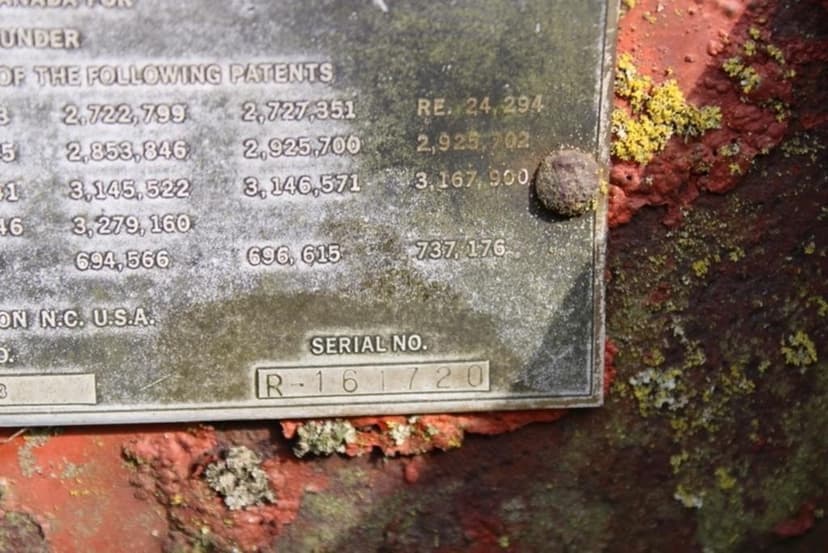 UNDER
OF THE FOLLOWING PATENTS
2,722,799 2,727,351 RE. 24,294
2,853,846 2,925,700 2,925,702
3,145,522 3,146,571 3,167,900
3,279,160
694,566 696,615 737,176
N.C. U.S.A.
SERIAL NO.
R-161720